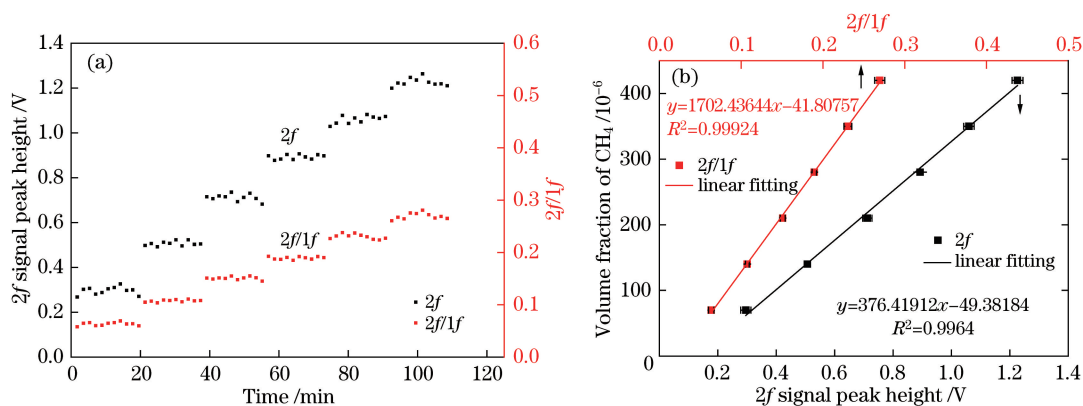 (a)
2f signal peak height /V
1.4
1.2
1.0
0.8
0.6
0.4
0.2
0.0
0 20 40 60 80 100 120
Time /min
0.6
0.5
0.4
0.3
0.2
0.1
0.0
2f/1f
2f
2f/1f
2f
2f/1f
(b)
2f/1f
0.0 0.1 0.2 0.3 0.4 0.5
Volume fraction of CH₄ /10⁻⁶
400
300
200
100
0
y=1702.43644x−41.80757
R²=0.99924
2f/1f
linear fitting
2f
linear fitting
y=376.41912x−49.38184
R²=0.9964
0.2 0.4 0.6 0.8 1.0 1.2 1.4
2f signal peak height /V